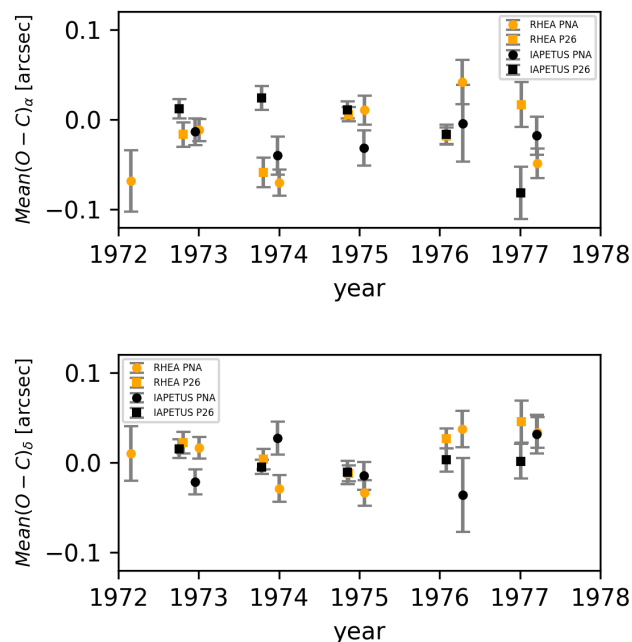 0.1
0.0
−0.1
Mean(O − C)α [arcsec]
RHEA PNA
RHEA P26
IAPETUS PNA
IAPETUS P26
1972 1973 1974 1975 1976 1977 1978
year
0.1
0.0
−0.1
Mean(O − C)δ [arcsec]
RHEA PNA
RHEA P26
IAPETUS PNA
IAPETUS P26
1972 1973 1974 1975 1976 1977 1978
year